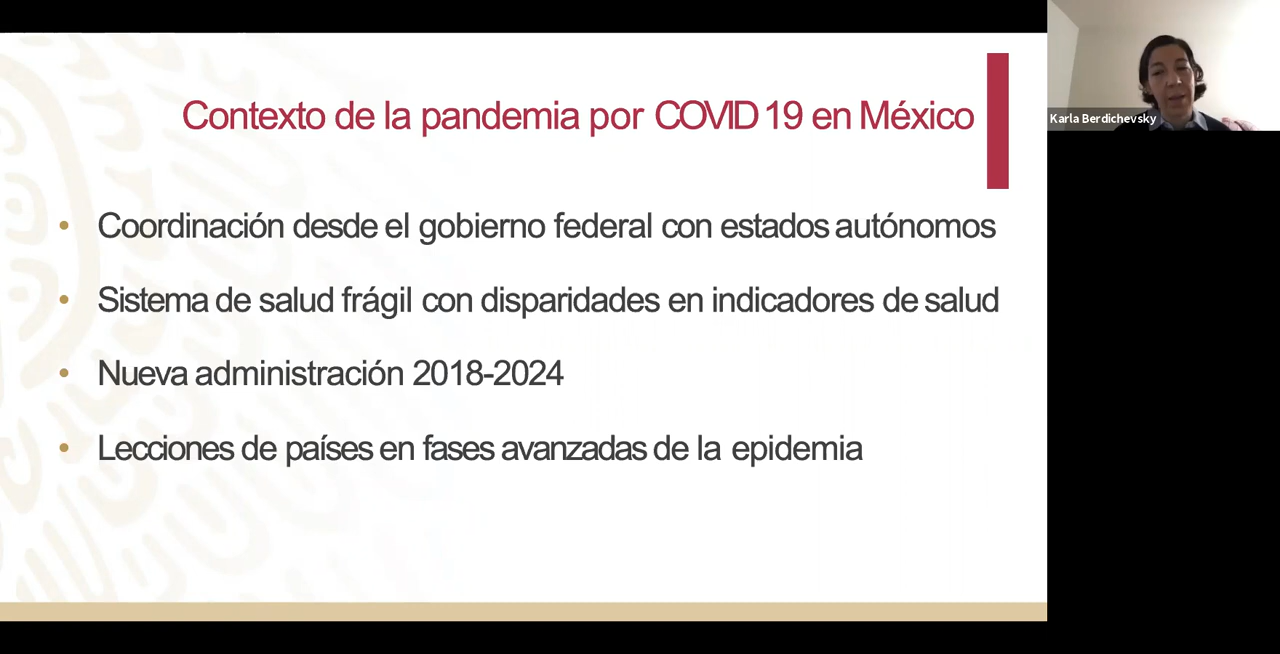 Contexto de la pandemia por COVID 19 en México
Karla Berdichevsky
• Coordinación desde el gobierno federal con estados autónomos
• Sistema de salud frágil con disparidades en indicadores de salud
• Nueva administración 2018-2024
• Lecciones de países en fases avanzadas de la epidemia